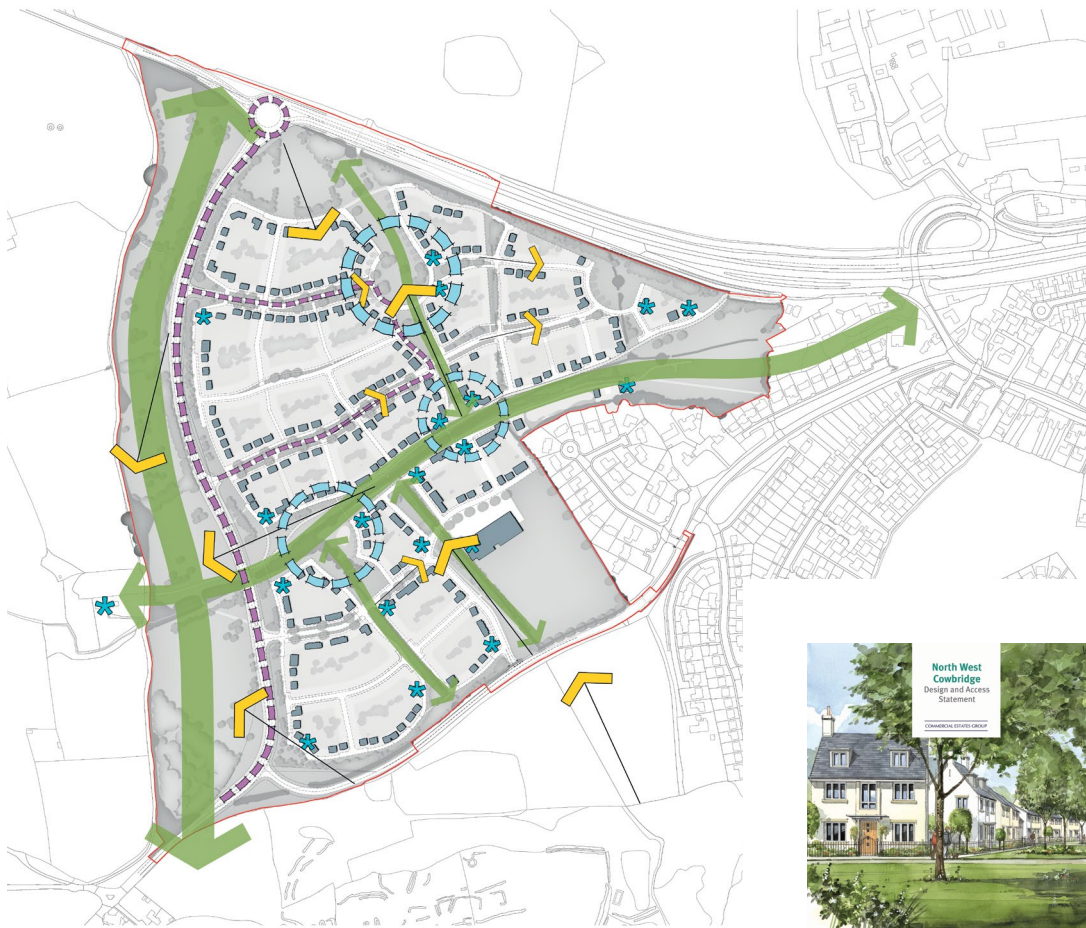 North West
Cowbridge
Design and Access
Statement
COMMERCIAL ESTATES GROUP